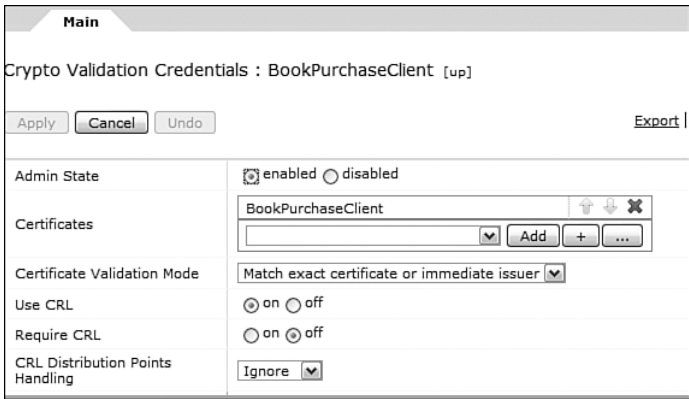 Main
Crypto Validation Credentials : BookPurchaseClient [up]
Apply Cancel Undo Export
Admin State enabled disabled
Certificates BookPurchaseClient
Add + ...
Certificate Validation Mode Match exact certificate or immediate issuer
Use CRL on off
Require CRL on off
CRL Distribution Points
Handling Ignore